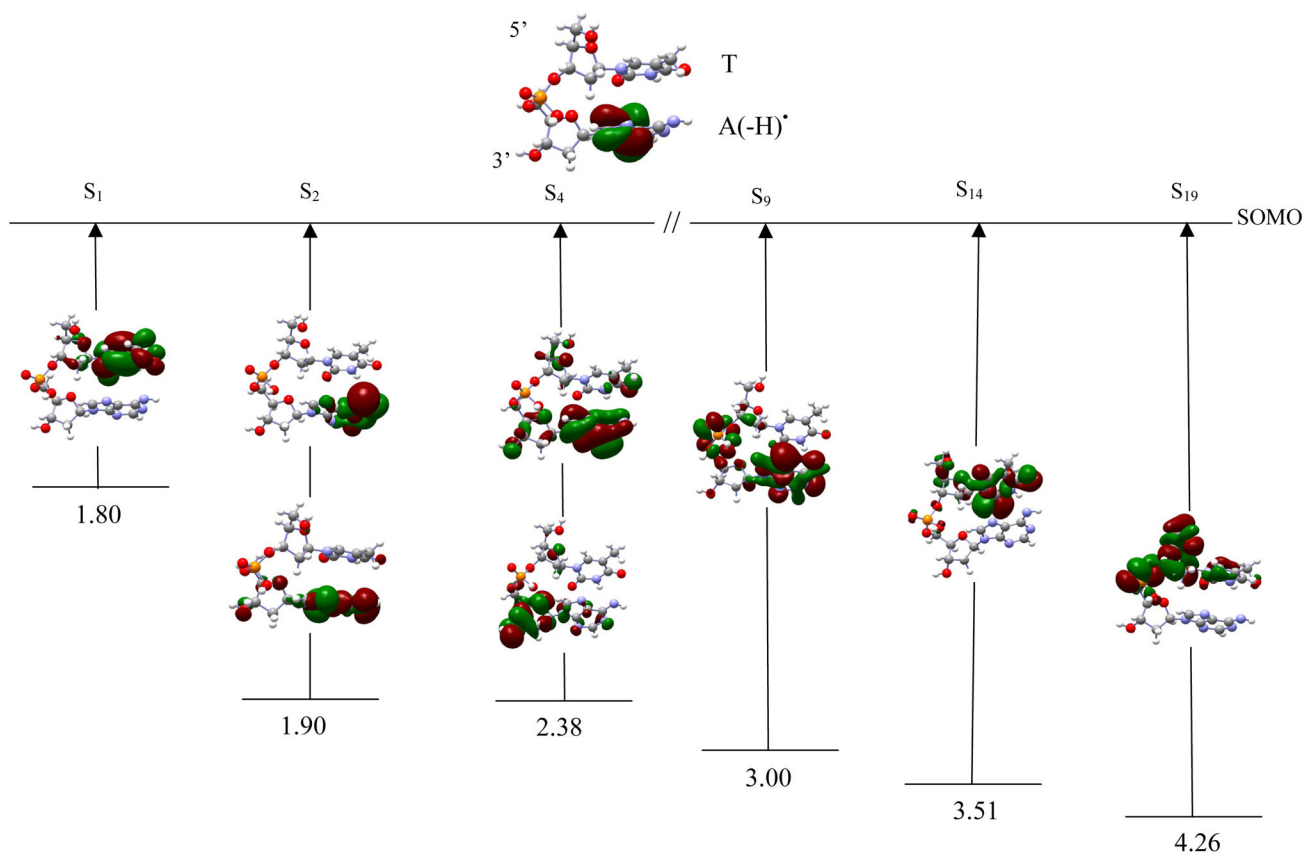 5’
T
A(-H)•
3’
S₁ S₂ S₄ S₉ S₁₄ S₁₉
// SOMO
1.80
1.90 2.38
3.00
3.51
4.26